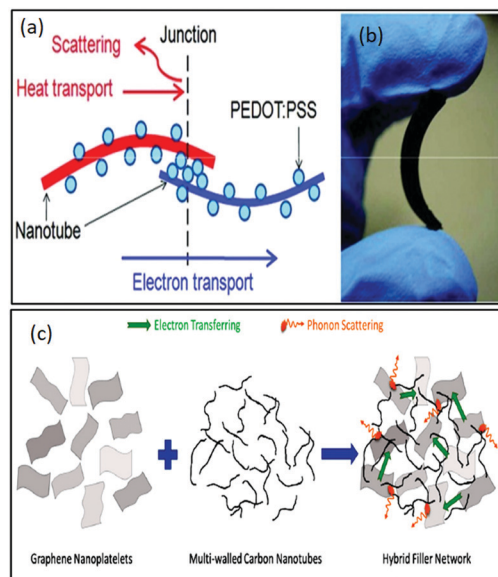 (a)
Scattering
Junction
Heat transport
PEDOT:PSS
Nanotube
Electron transport
(b)
(c)
Electron Transferring
Phonon Scattering
Graphene Nanoplatelets
Multi-walled Carbon Nanotubes
Hybrid Filler Network